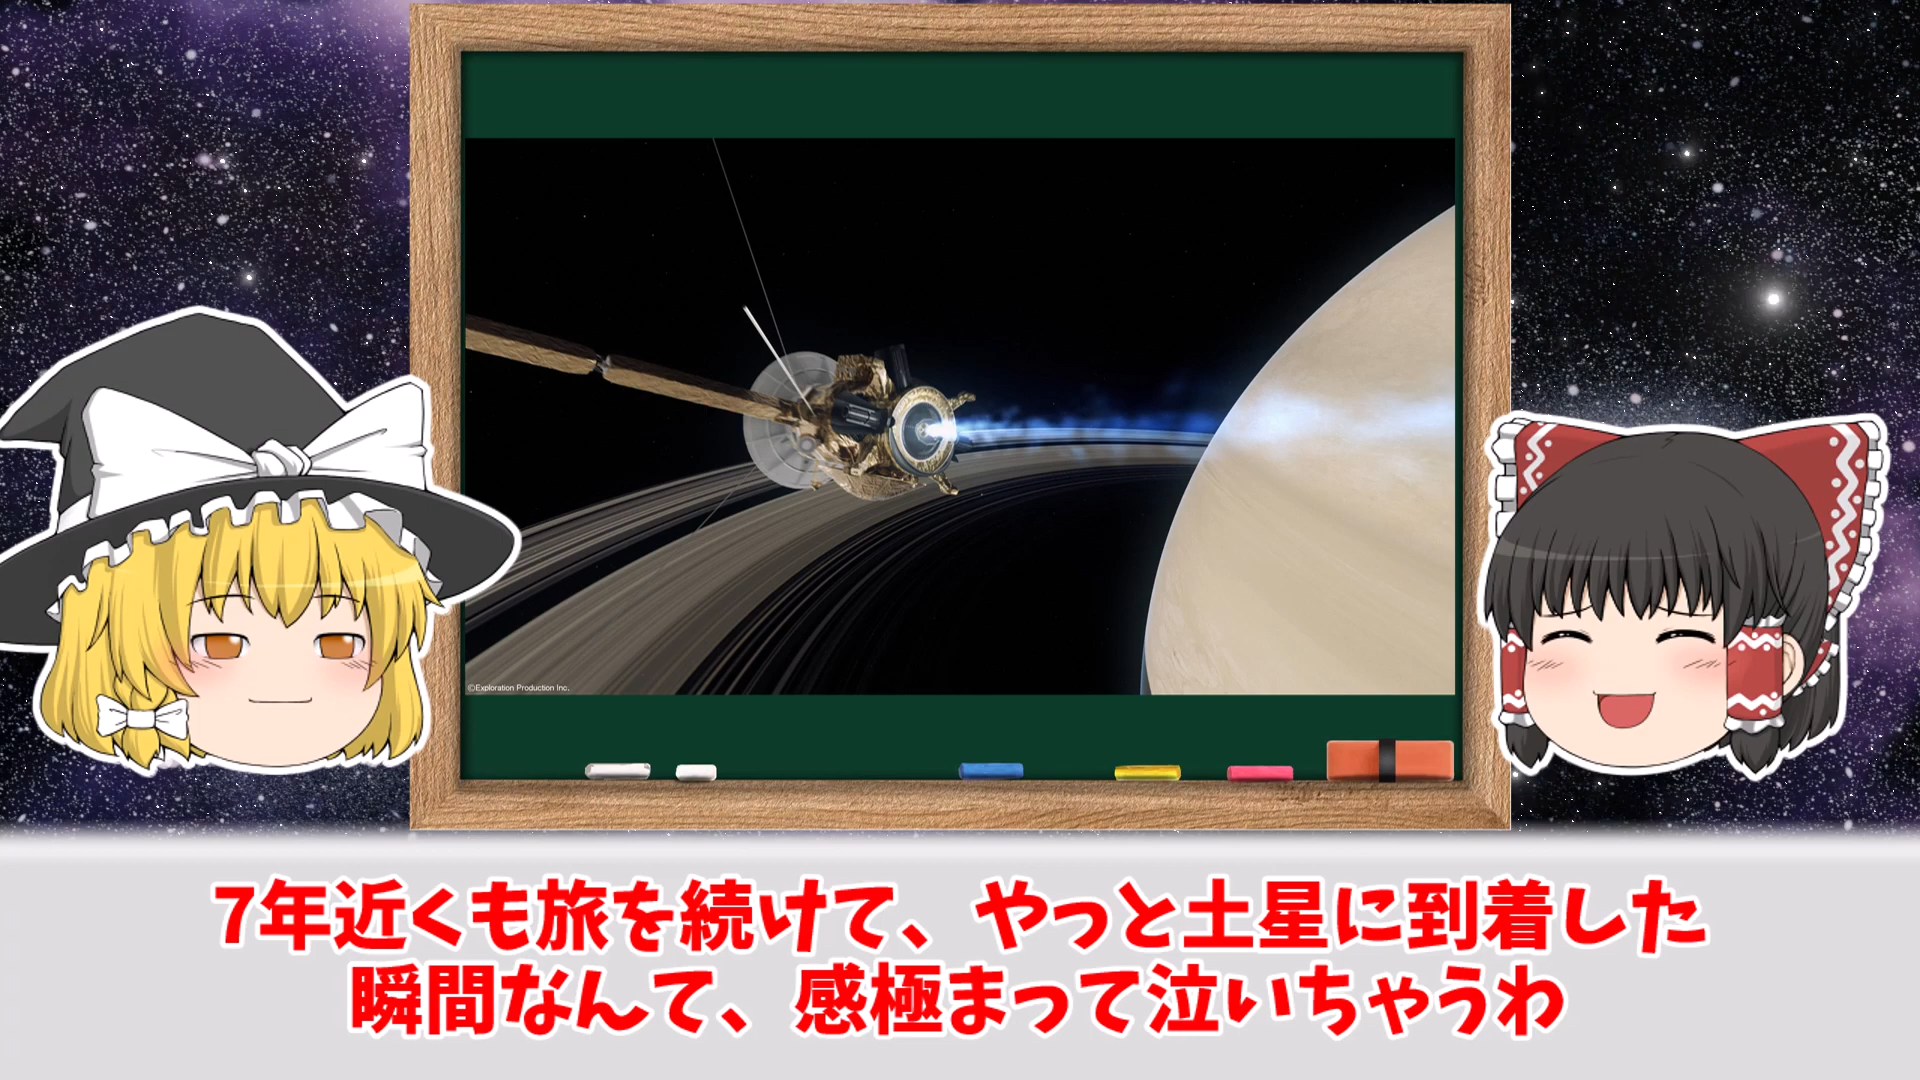 ©Exploration Production Inc.
7年近くも旅を続けて、やっと土星に到着した
瞬間なんて、感極まって泣いちゃうわ